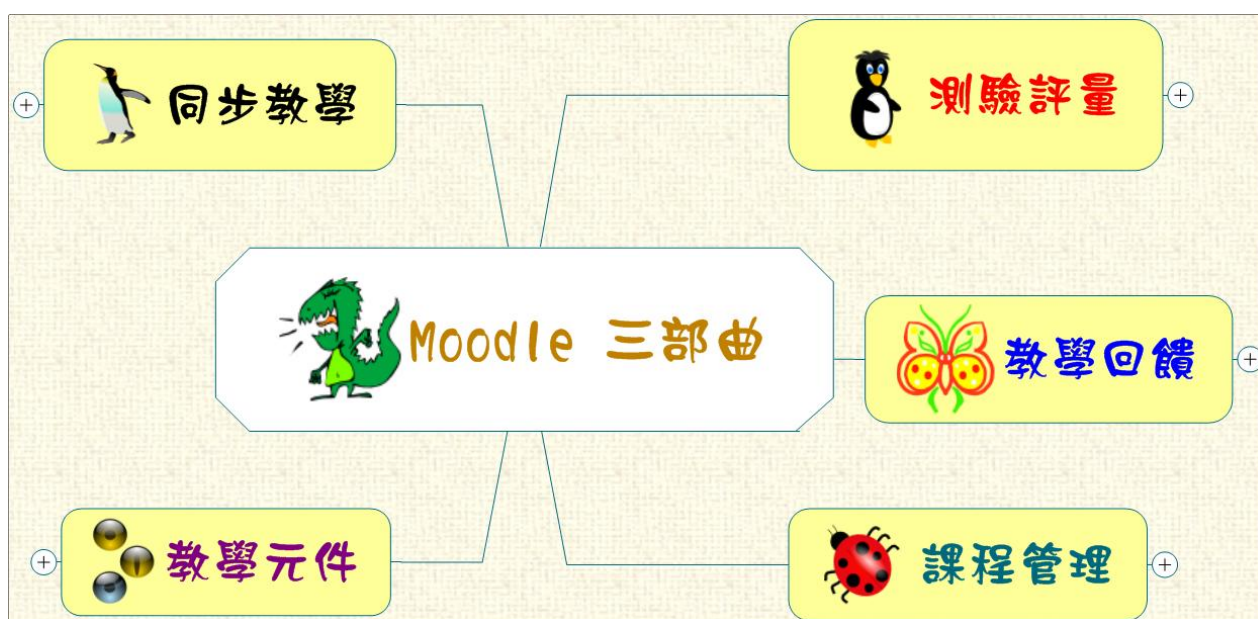 同步教學
測驗評量
Moodle 三部曲
教學回饋
教學元件
課程管理